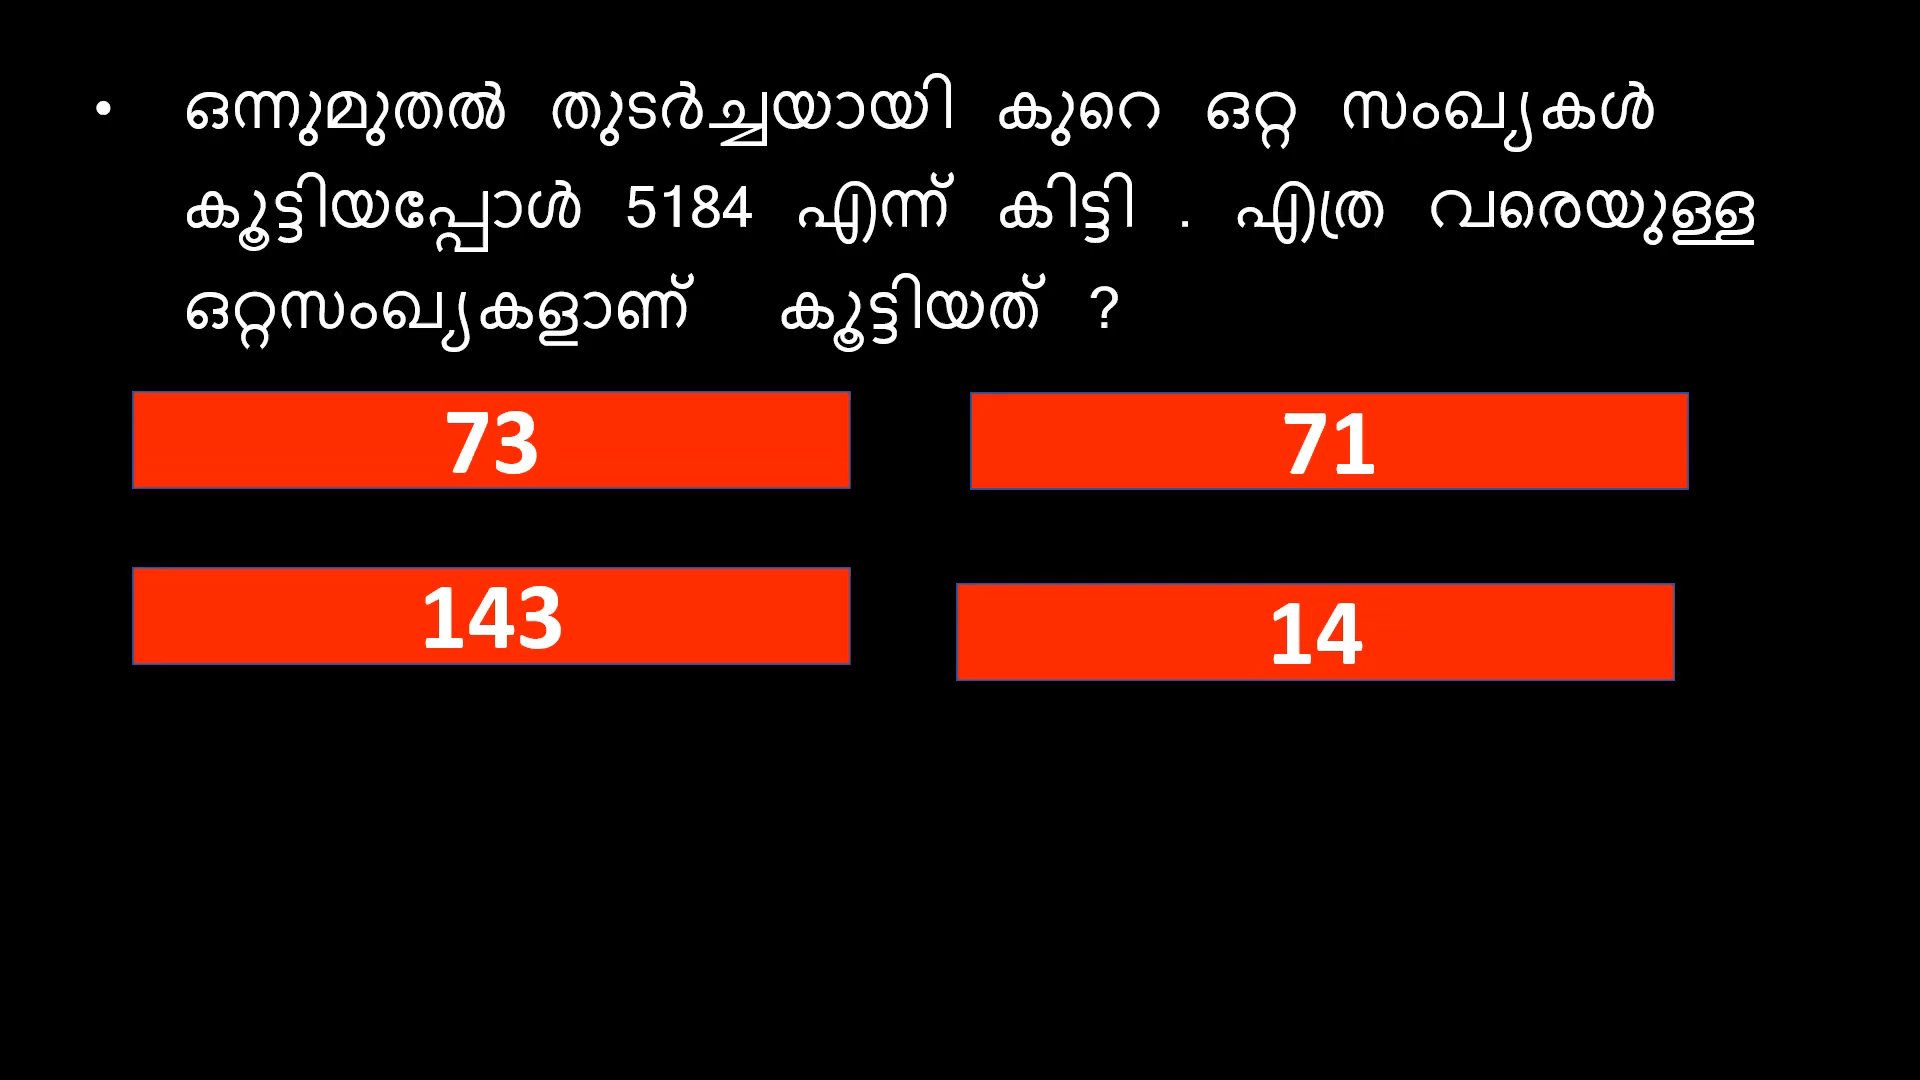 • ഒന്നുമുതൽ തുടർച്ചയായി കുറെ ഒറ്റ സംഖ്യകൾ
കൂട്ടിയപ്പോൾ 5184 എന്ന് കിട്ടി . എത്ര വരെയുള്ള
ഒറ്റസംഖ്യകളാണ് കൂട്ടിയത് ?
73
71
143
14